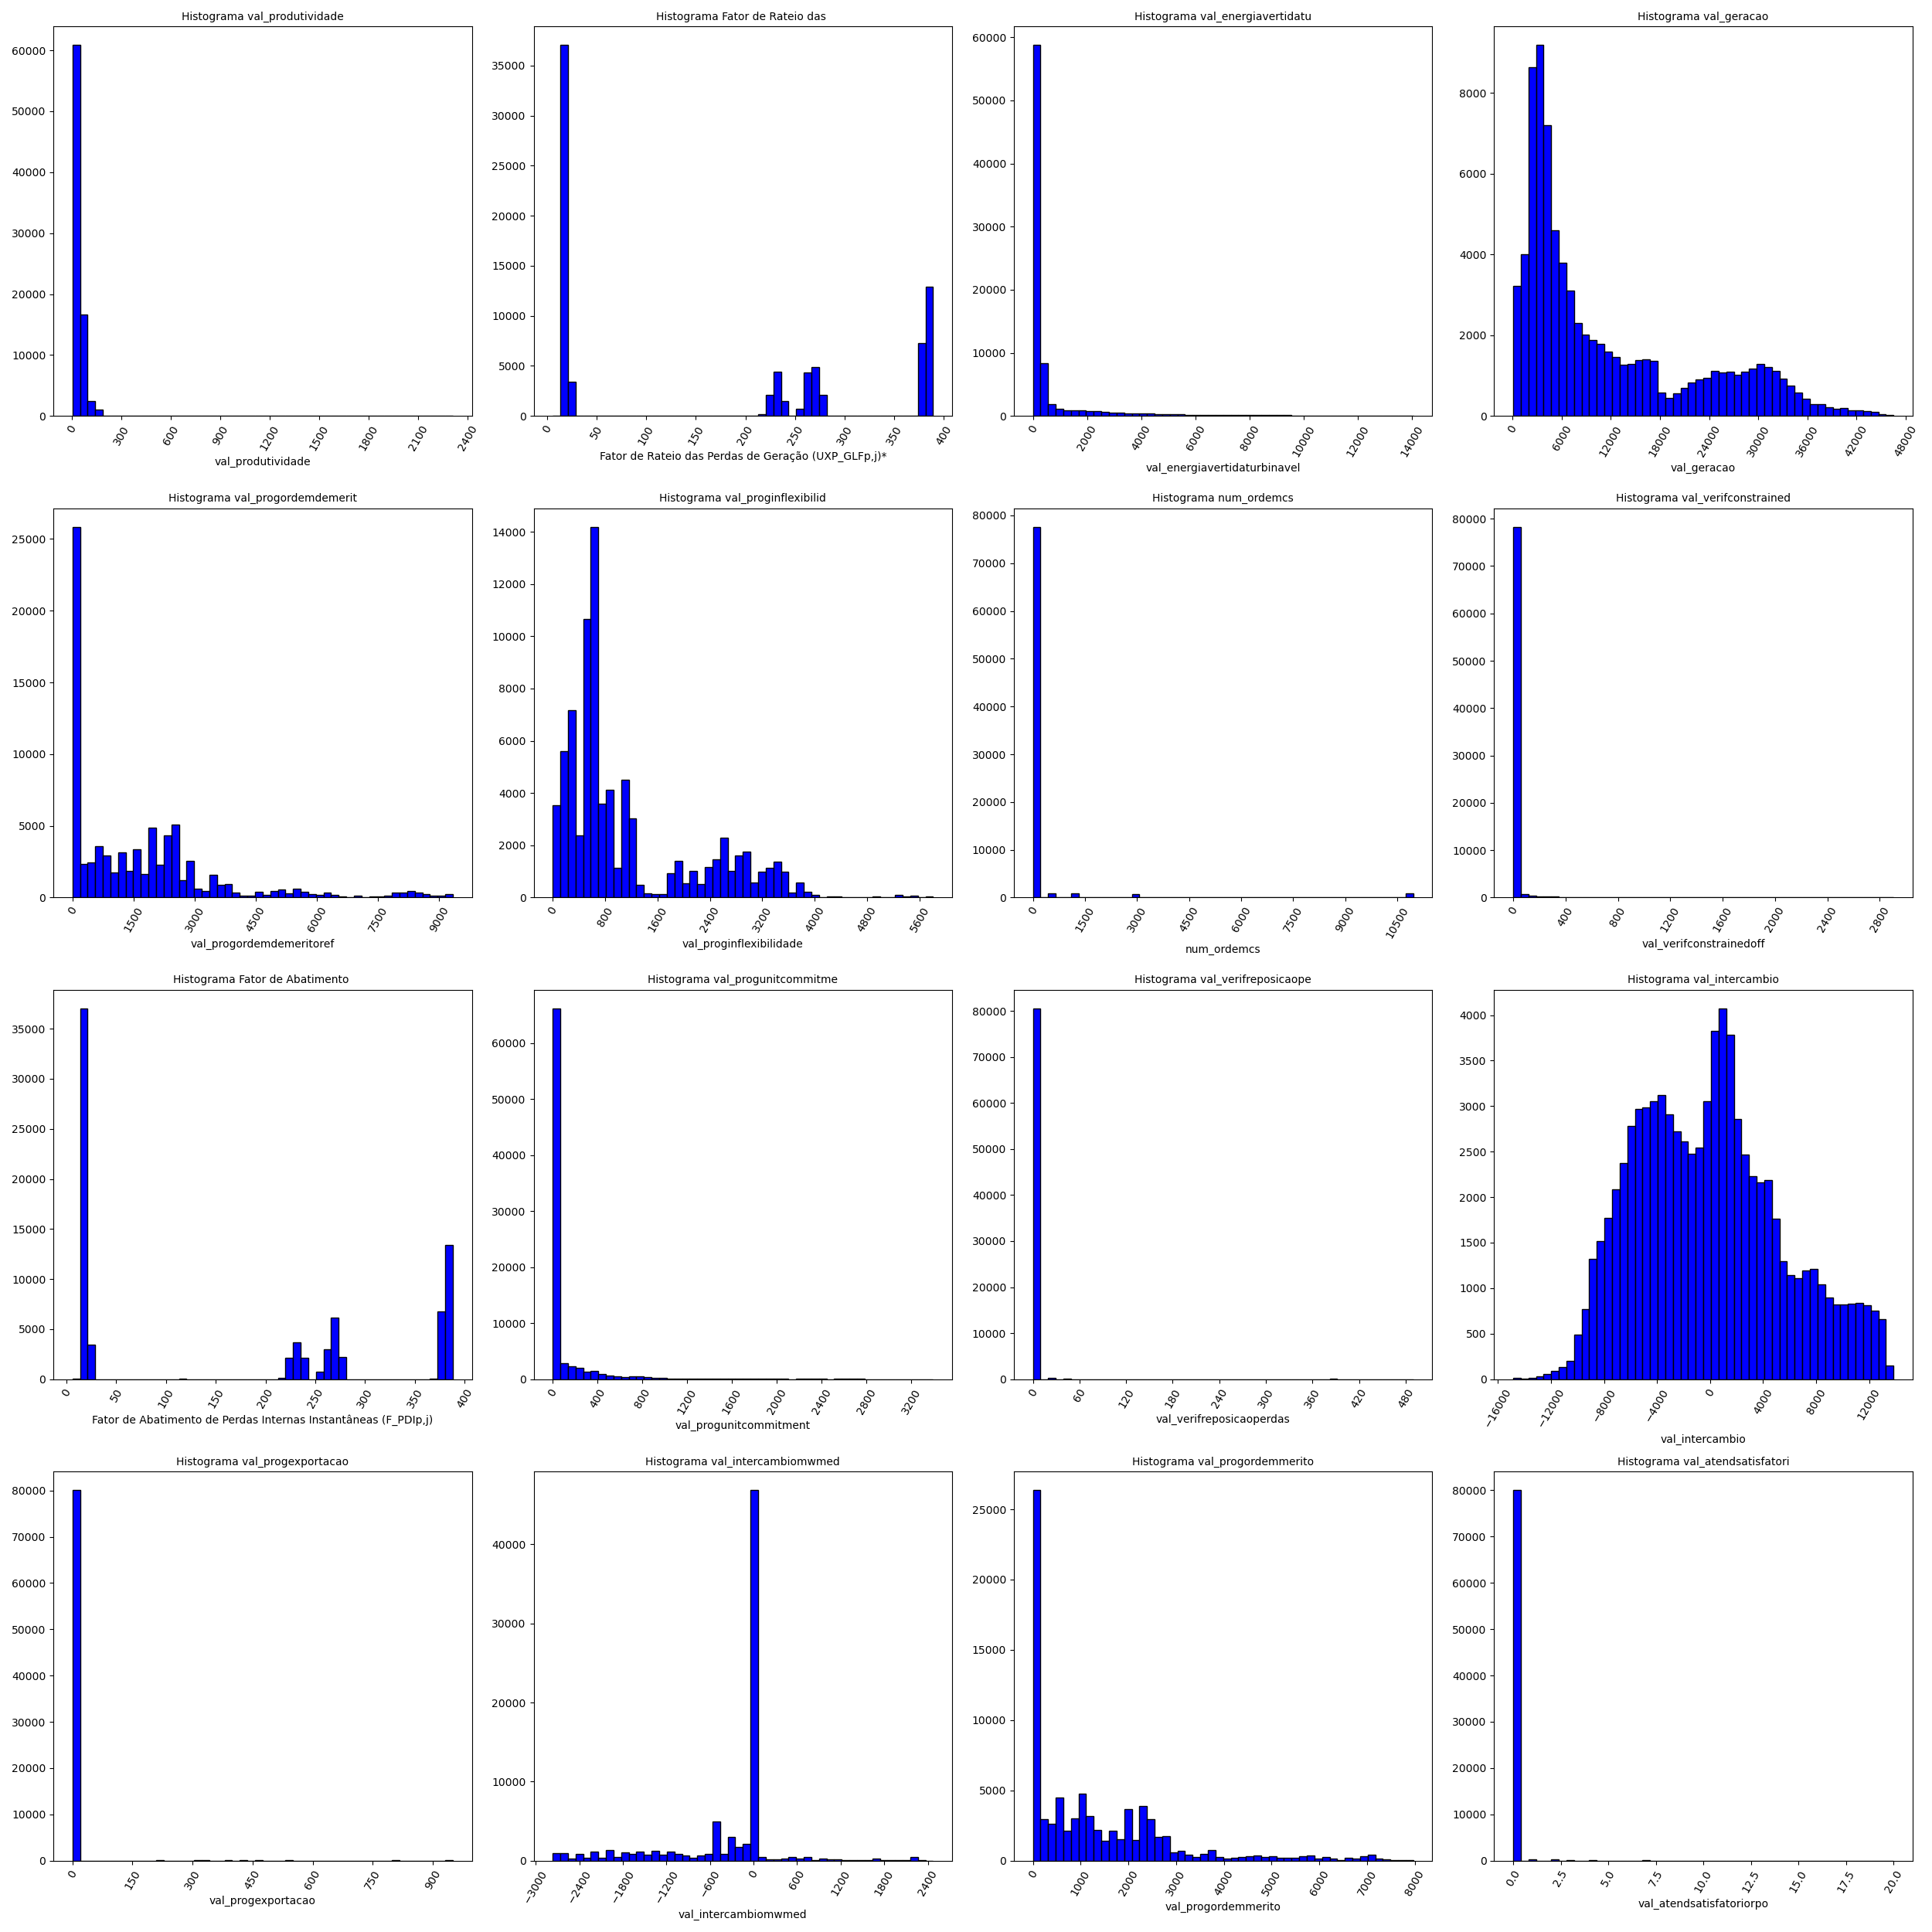 Histograma val_produtividade
60000
50000
40000
30000
20000
10000
0
0 300 600 900 1200 1500 1800 2100 2400
val_produtividade
Histograma Fator de Rateio das
35000
30000
25000
20000
15000
10000
5000
0
0 50 100 150 200 250 300 350 400
Fator de Rateio das Perdas de Geração (UXP_GLFp,j)*
Histograma val_energiavertidatu
60000
50000
40000
30000
20000
10000
0
0 2000 4000 6000 8000 10000 12000 14000
val_energiavertidaturbinavel
Histograma val_geracao
8000
6000
4000
2000
0
0 6000 12000 18000 24000 30000 36000 42000 48000
val_geracao
Histograma val_progordemdemerit
25000
20000
15000
10000
5000
0
0 1500 3000 4500 6000 7500 9000
val_progordemdemeritoref
Histograma val_proginflexibilid
14000
12000
10000
8000
6000
4000
2000
0
0 800 1600 2400 3200 4000 4800 5600
val_proginflexibilidade
Histograma num_ordemcs
80000
70000
60000
50000
40000
30000
20000
10000
0
0 1500 3000 4500 6000 7500 9000 10500
num_ordemcs
Histograma val_verifconstrained
80000
70000
60000
50000
40000
30000
20000
10000
0
0 400 800 1200 1600 2000 2400 2800
val_verifconstrainedoff
Histograma Fator de Abatimento
35000
30000
25000
20000
15000
10000
5000
0
0 50 100 150 200 250 300 350 400
Fator de Abatimento de Perdas Internas Instantâneas (F_PDIp,j)
Histograma val_progunitcommitme
60000
50000
40000
30000
20000
10000
0
0 400 800 1200 1600 2000 2400 2800 3200
val_progunitcommitment
Histograma val_verifreposicaope
80000
70000
60000
50000
40000
30000
20000
10000
0
0 60 120 180 240 300 360 420 480
val_verifreposicaoperdas
Histograma val_intercambio
4000
3500
3000
2500
2000
1500
1000
500
0
−16000 −12000 −8000 −4000 0 4000 8000 12000
val_intercambio
Histograma val_progexportacao
80000
70000
60000
50000
40000
30000
20000
10000
0
0 150 300 450 600 750 900
val_progexportacao
Histograma val_intercambiomwmed
40000
30000
20000
10000
0
−3000 −2400 −1800 −1200 −600 0 600 1200 1800 2400
val_intercambiomwmed
Histograma val_progordemmerito
25000
20000
15000
10000
5000
0
0 1000 2000 3000 4000 5000 6000 7000 8000
val_progordemmerito
Histograma val_atendsatisfatori
80000
70000
60000
50000
40000
30000
20000
10000
0
0.0 2.5 5.0 7.5 10.0 12.5 15.0 17.5 20.0
val_atendsatisfatoriorpo